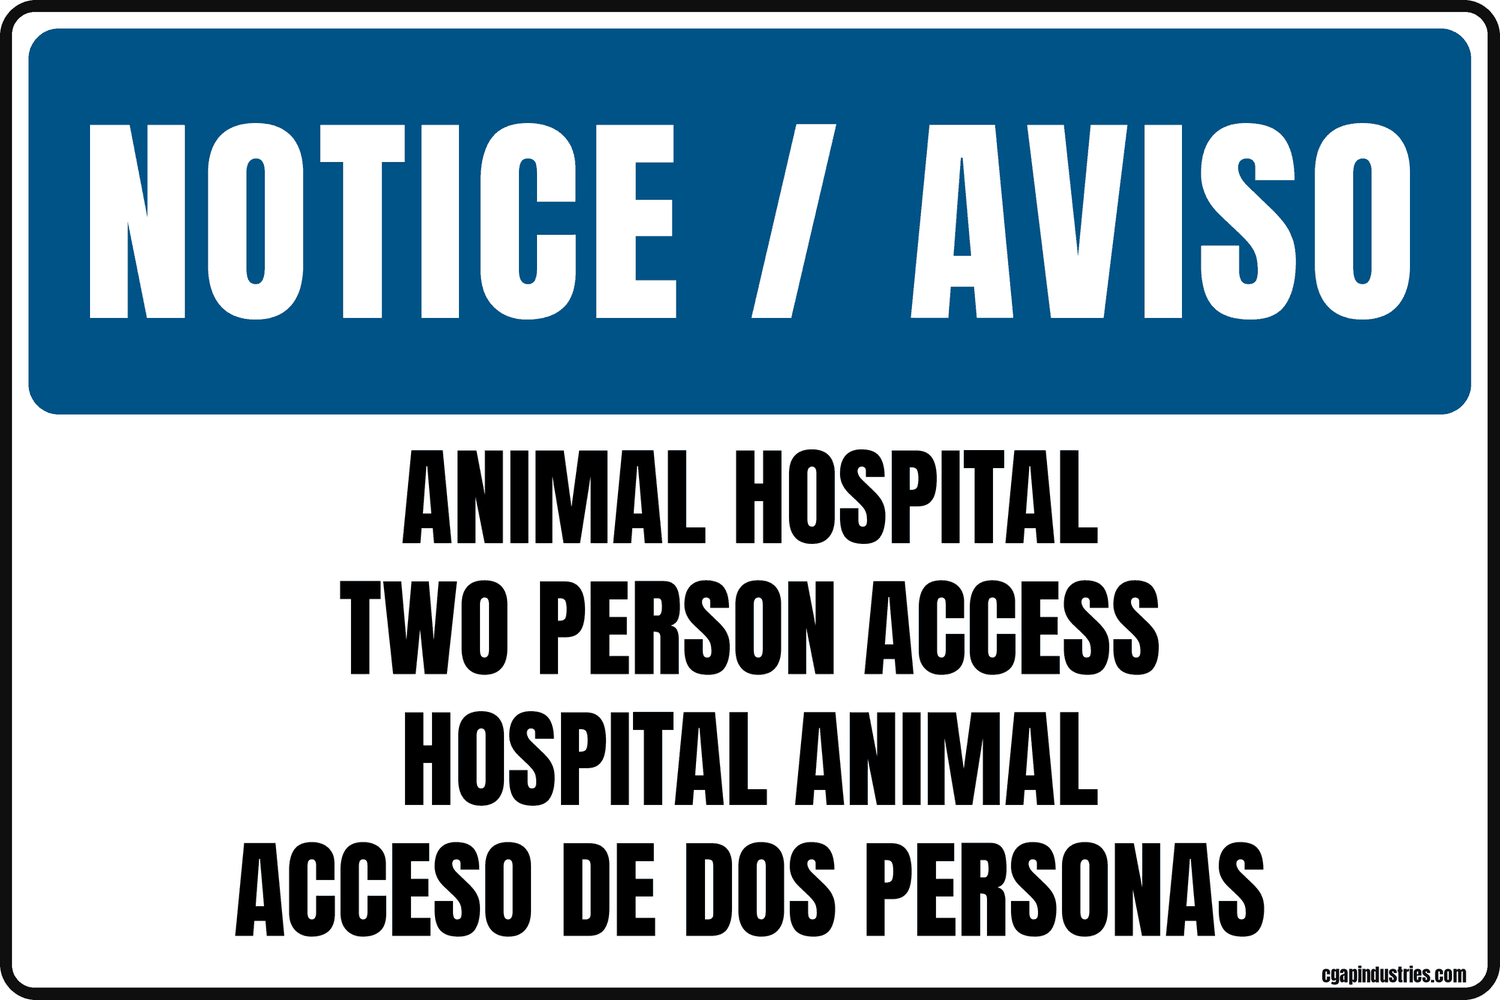 NOTICE / AVISO
ANIMAL HOSPITAL
TWO PERSON ACCESS
HOSPITAL ANIMAL
ACCESO DE DOS PERSONAS
cgapindustries.com